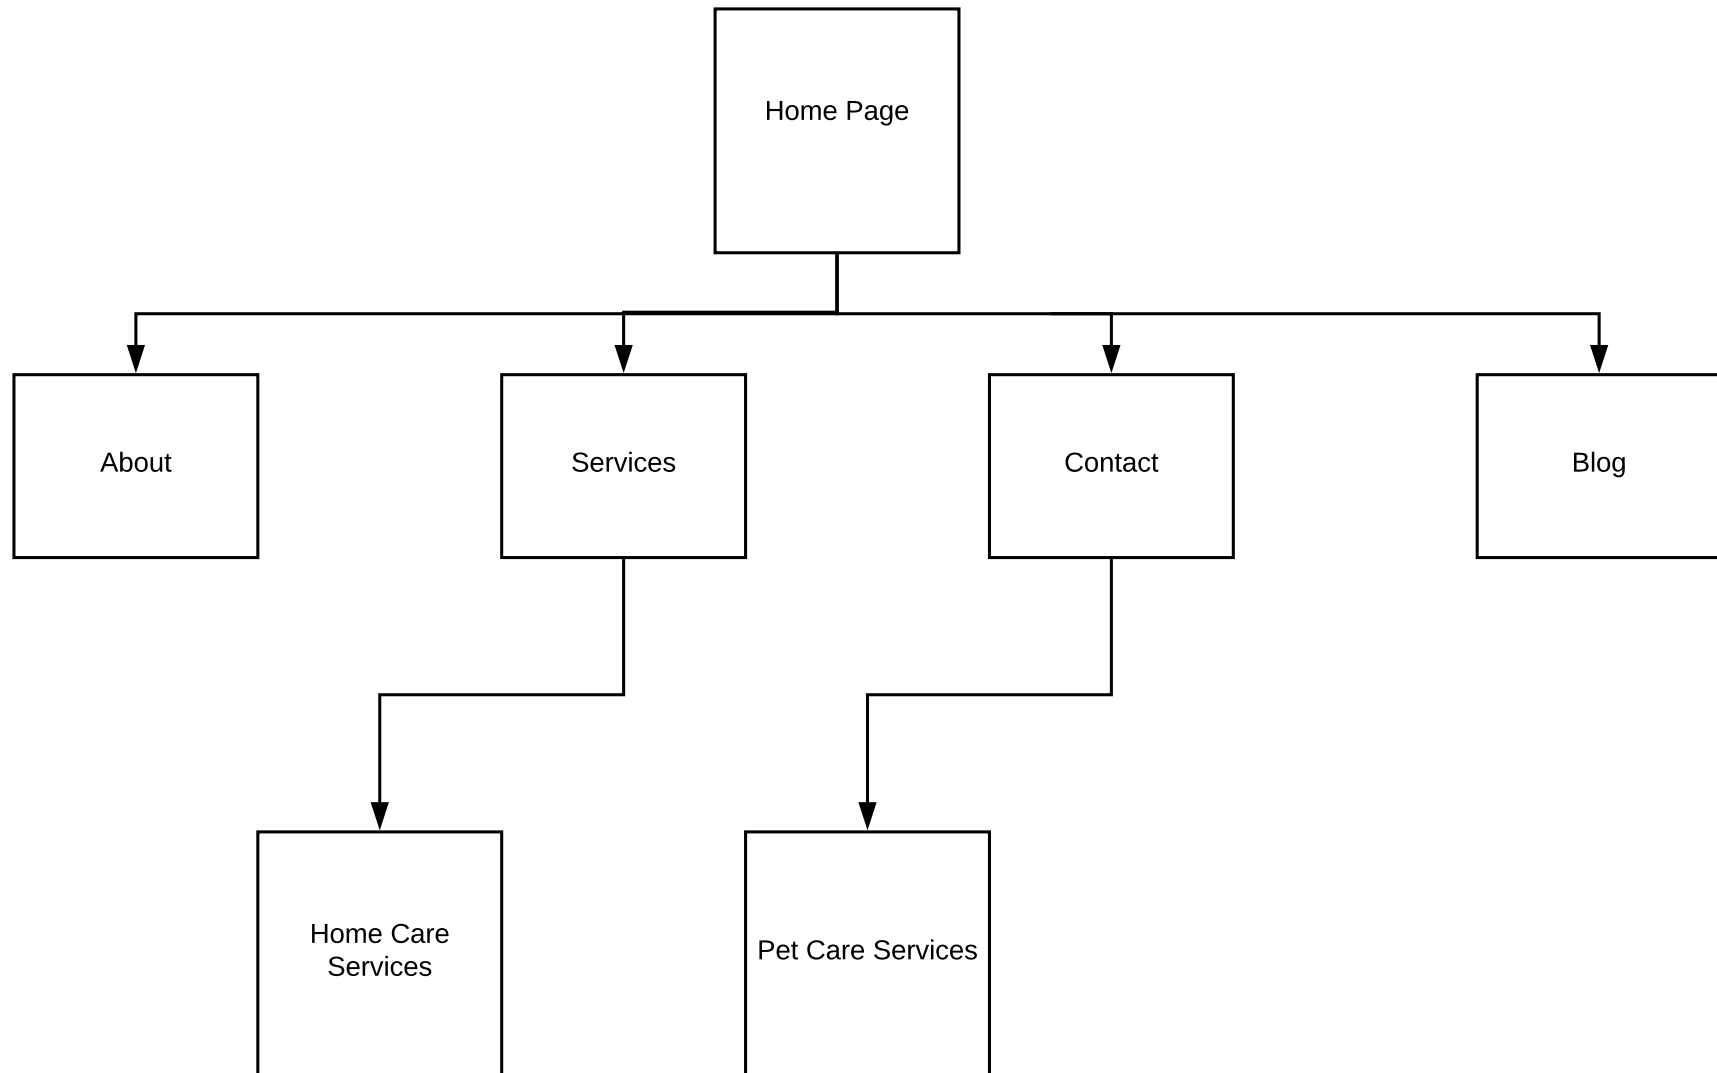 Home Page
About
Services
Contact
Blog
Home Care
Services
Pet Care Services